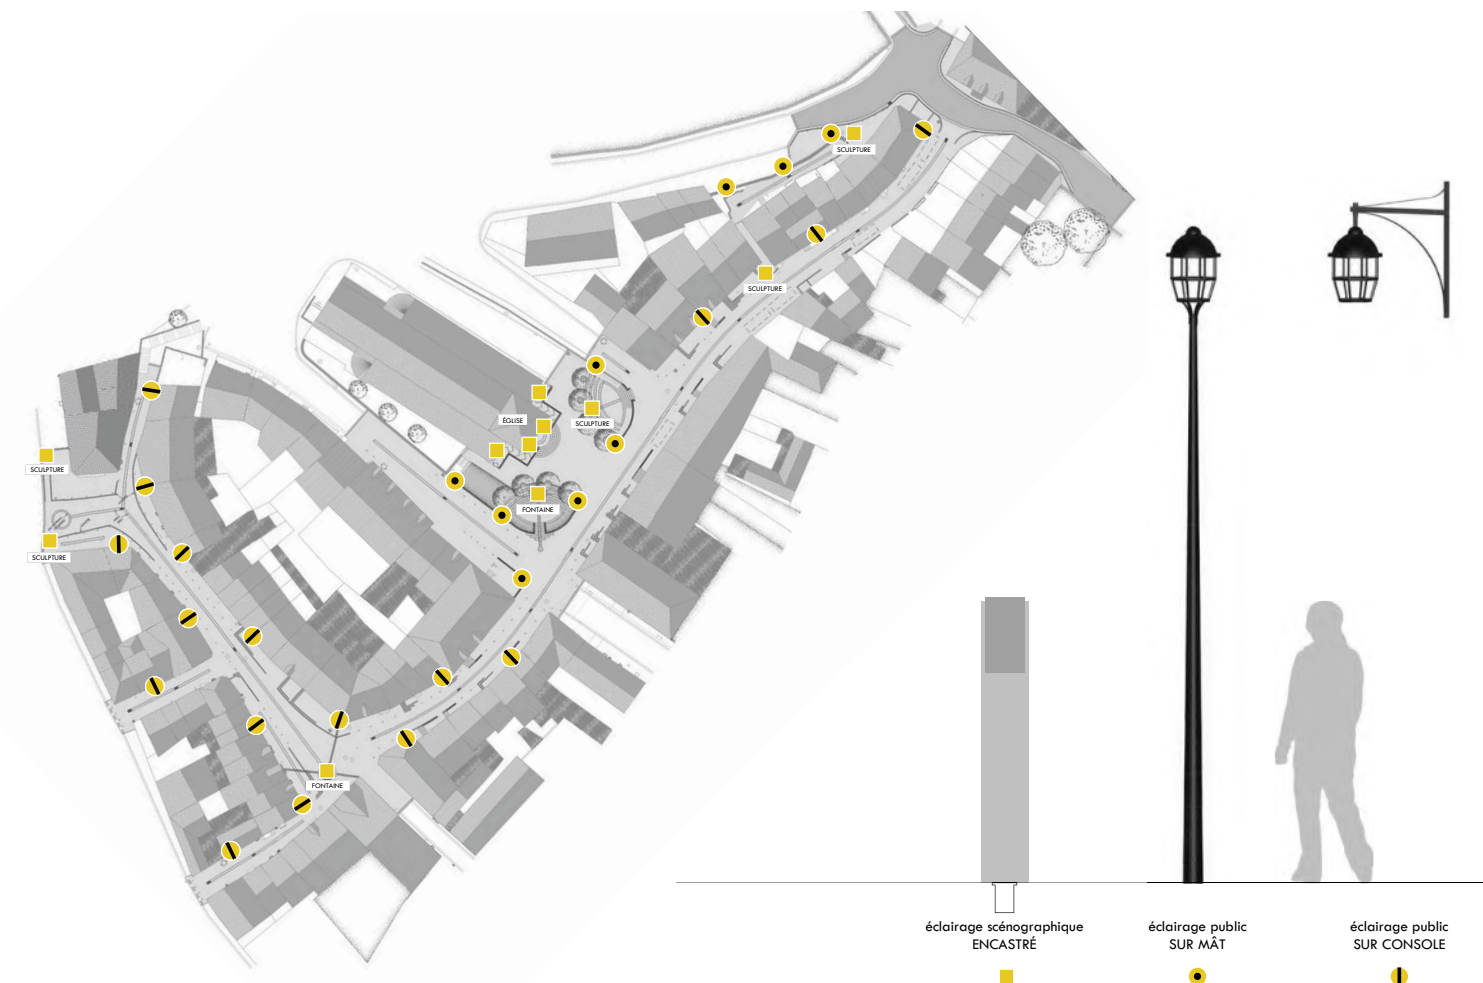 SCULPTURE
SCULPTURE
ÉGLISE
SCULPTURE
SCULPTURE
FONTAINE
SCULPTURE
FONTAINE
éclairage scénographique
ENCASTRÉ
éclairage public
SUR MÂT
éclairage public
SUR CONSOLE